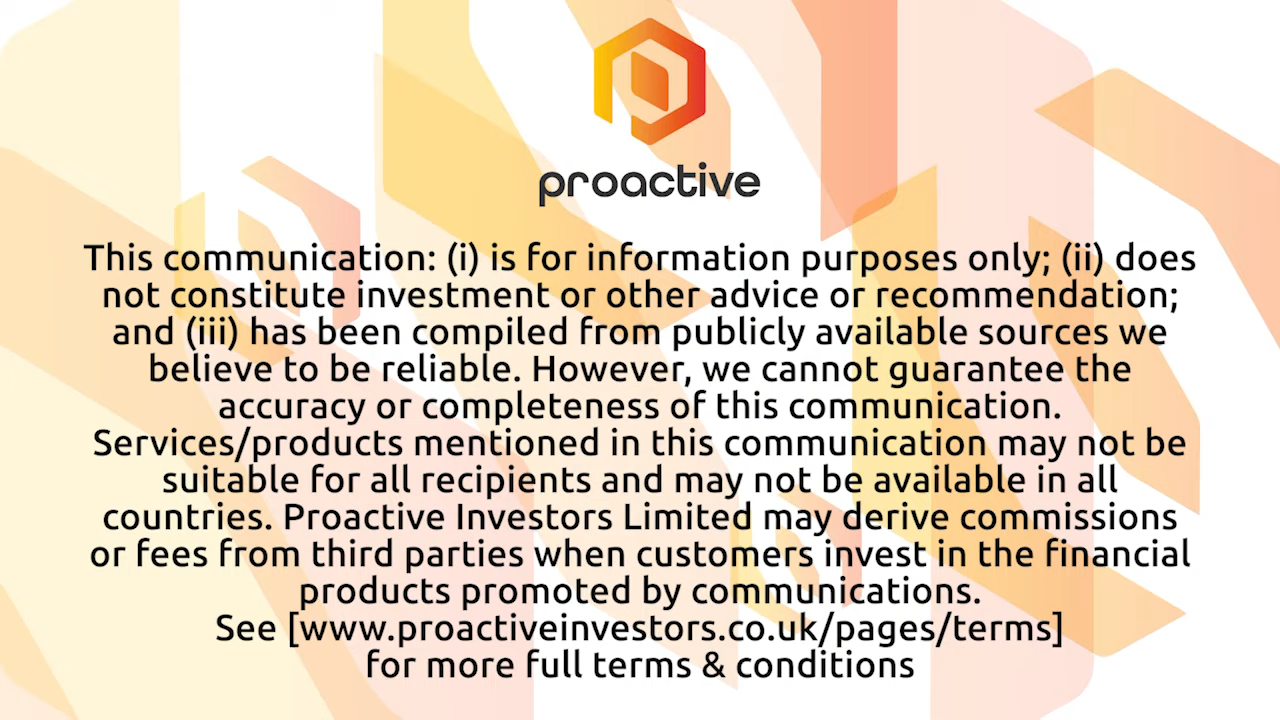 proactive
This communication: (i) is for information purposes only; (ii) does
not constitute investment or other advice or recommendation;
and (iii) has been compiled from publicly available sources we
believe to be reliable. However, we cannot guarantee the
accuracy or completeness of this communication.
Services/products mentioned in this communication may not be
suitable for all recipients and may not be available in all
countries. Proactive Investors Limited may derive commissions
or fees from third parties when customers invest in the financial
products promoted by communications.
See [www.proactiveinvestors.co.uk/pages/terms]
for more full terms & conditions